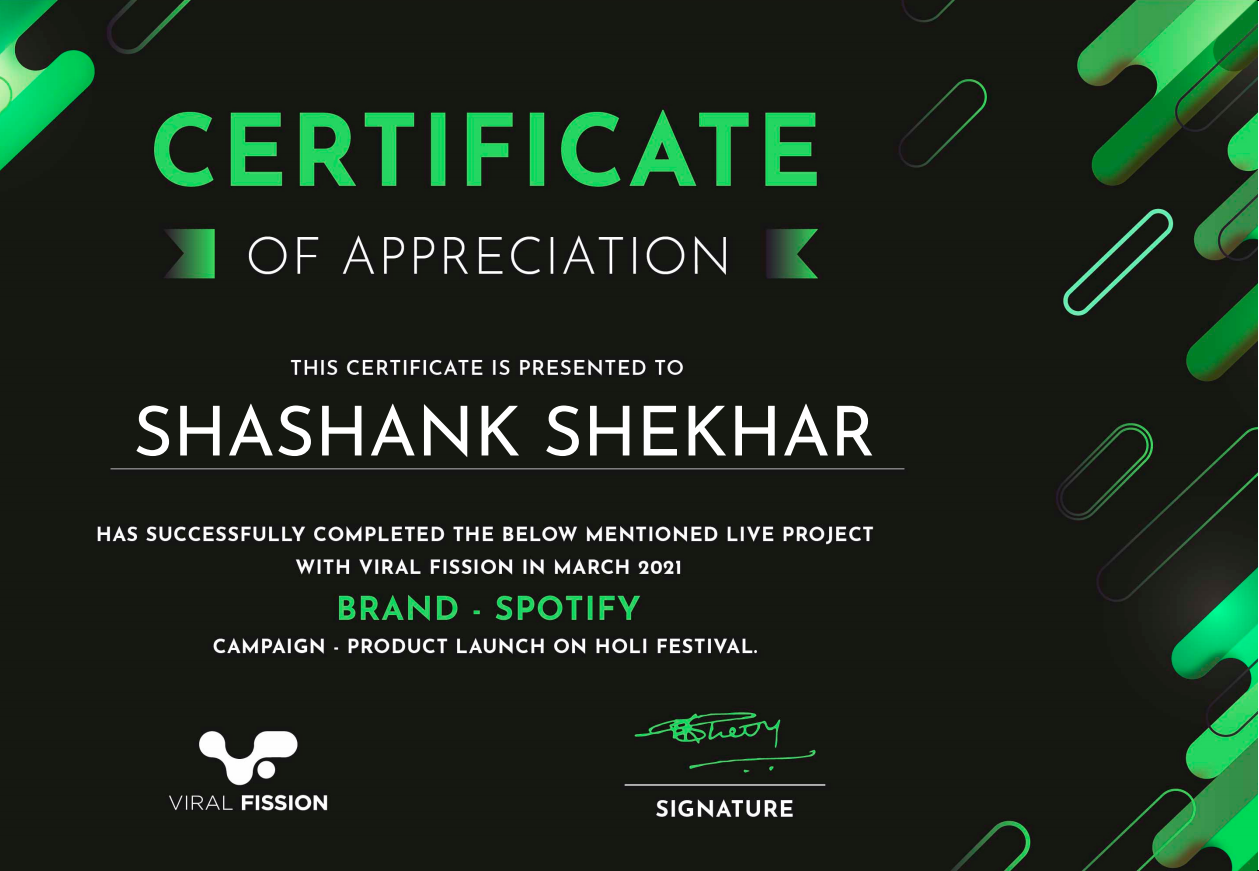 CERTIFICATE
OF APPRECIATION
THIS CERTIFICATE IS PRESENTED TO
SHASHANK SHEKHAR
HAS SUCCESSFULLY COMPLETED THE BELOW MENTIONED LIVE PROJECT
WITH VIRAL FISSION IN MARCH 2021
BRAND - SPOTIFY
CAMPAIGN - PRODUCT LAUNCH ON HOLI FESTIVAL.
VIRAL FISSION
SIGNATURE